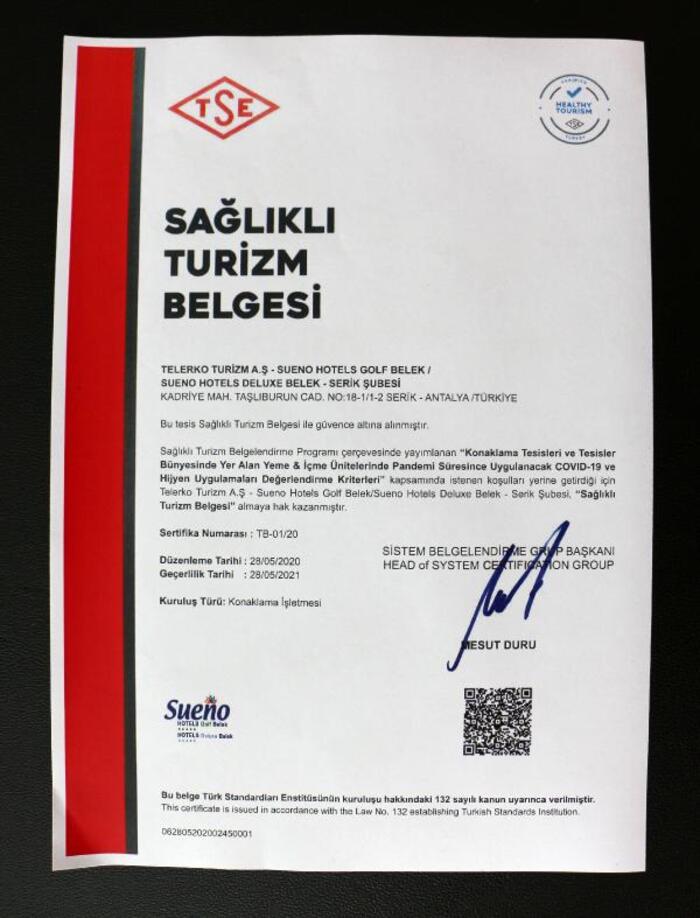 TSE
HEALTHY
TOURISM
TSE
TURKEY
SAĞLIKLI
TURİZM
BELGESİ
TELERKO TURİZM A.Ş - SUENO HOTELS GOLF BELEK /
SUENO HOTELS DELUXE BELEK - SERİK ŞUBESİ
KADRİYE MAH. TAŞLIBURUN CAD. NO:18-1/1-2 SERİK - ANTALYA /TÜRKİYE
Bu tesis Sağlıklı Turizm Belgesi ile güvence altına alınmıştır.
Sağlıklı Turizm Belgelendirme Programı çerçevesinde yayımlanan “Konaklama Tesisleri ve Tesisler
Bünyesinde Yer Alan Yeme & İçme Ünitelerinde Pandemi Süresince Uygulanacak COVID-19 ve
Hijyen Uygulamaları Değerlendirme Kriterleri” kapsamında istenen koşulları yerine getirdiği için
Telerko Turizm A.Ş - Sueno Hotels Golf Belek/Sueno Hotels Deluxe Belek - Serik Şubesi, “Sağlıklı
Turizm Belgesi” almaya hak kazanmıştır.
Sertifika Numarası : TB-01/20
Düzenleme Tarihi : 28/05/2020
Geçerlilik Tarihi : 28/05/2021
Kuruluş Türü: Konaklama İşletmesi
SİSTEM BELGELENDİRME GRUP BAŞKANI
HEAD of SYSTEM CERTIFICATION GROUP
MESUT DURU
Sueno
HOTELS Golf Belek
HOTELS Deluxe Belek
Bu belge Türk Standardları Enstitüsünün kuruluşu hakkındaki 132 sayılı kanun uyarınca verilmiştir.
This certificate is issued in accordance with the Law No. 132 establishing Turkish Standards Institution.
062805202002450001